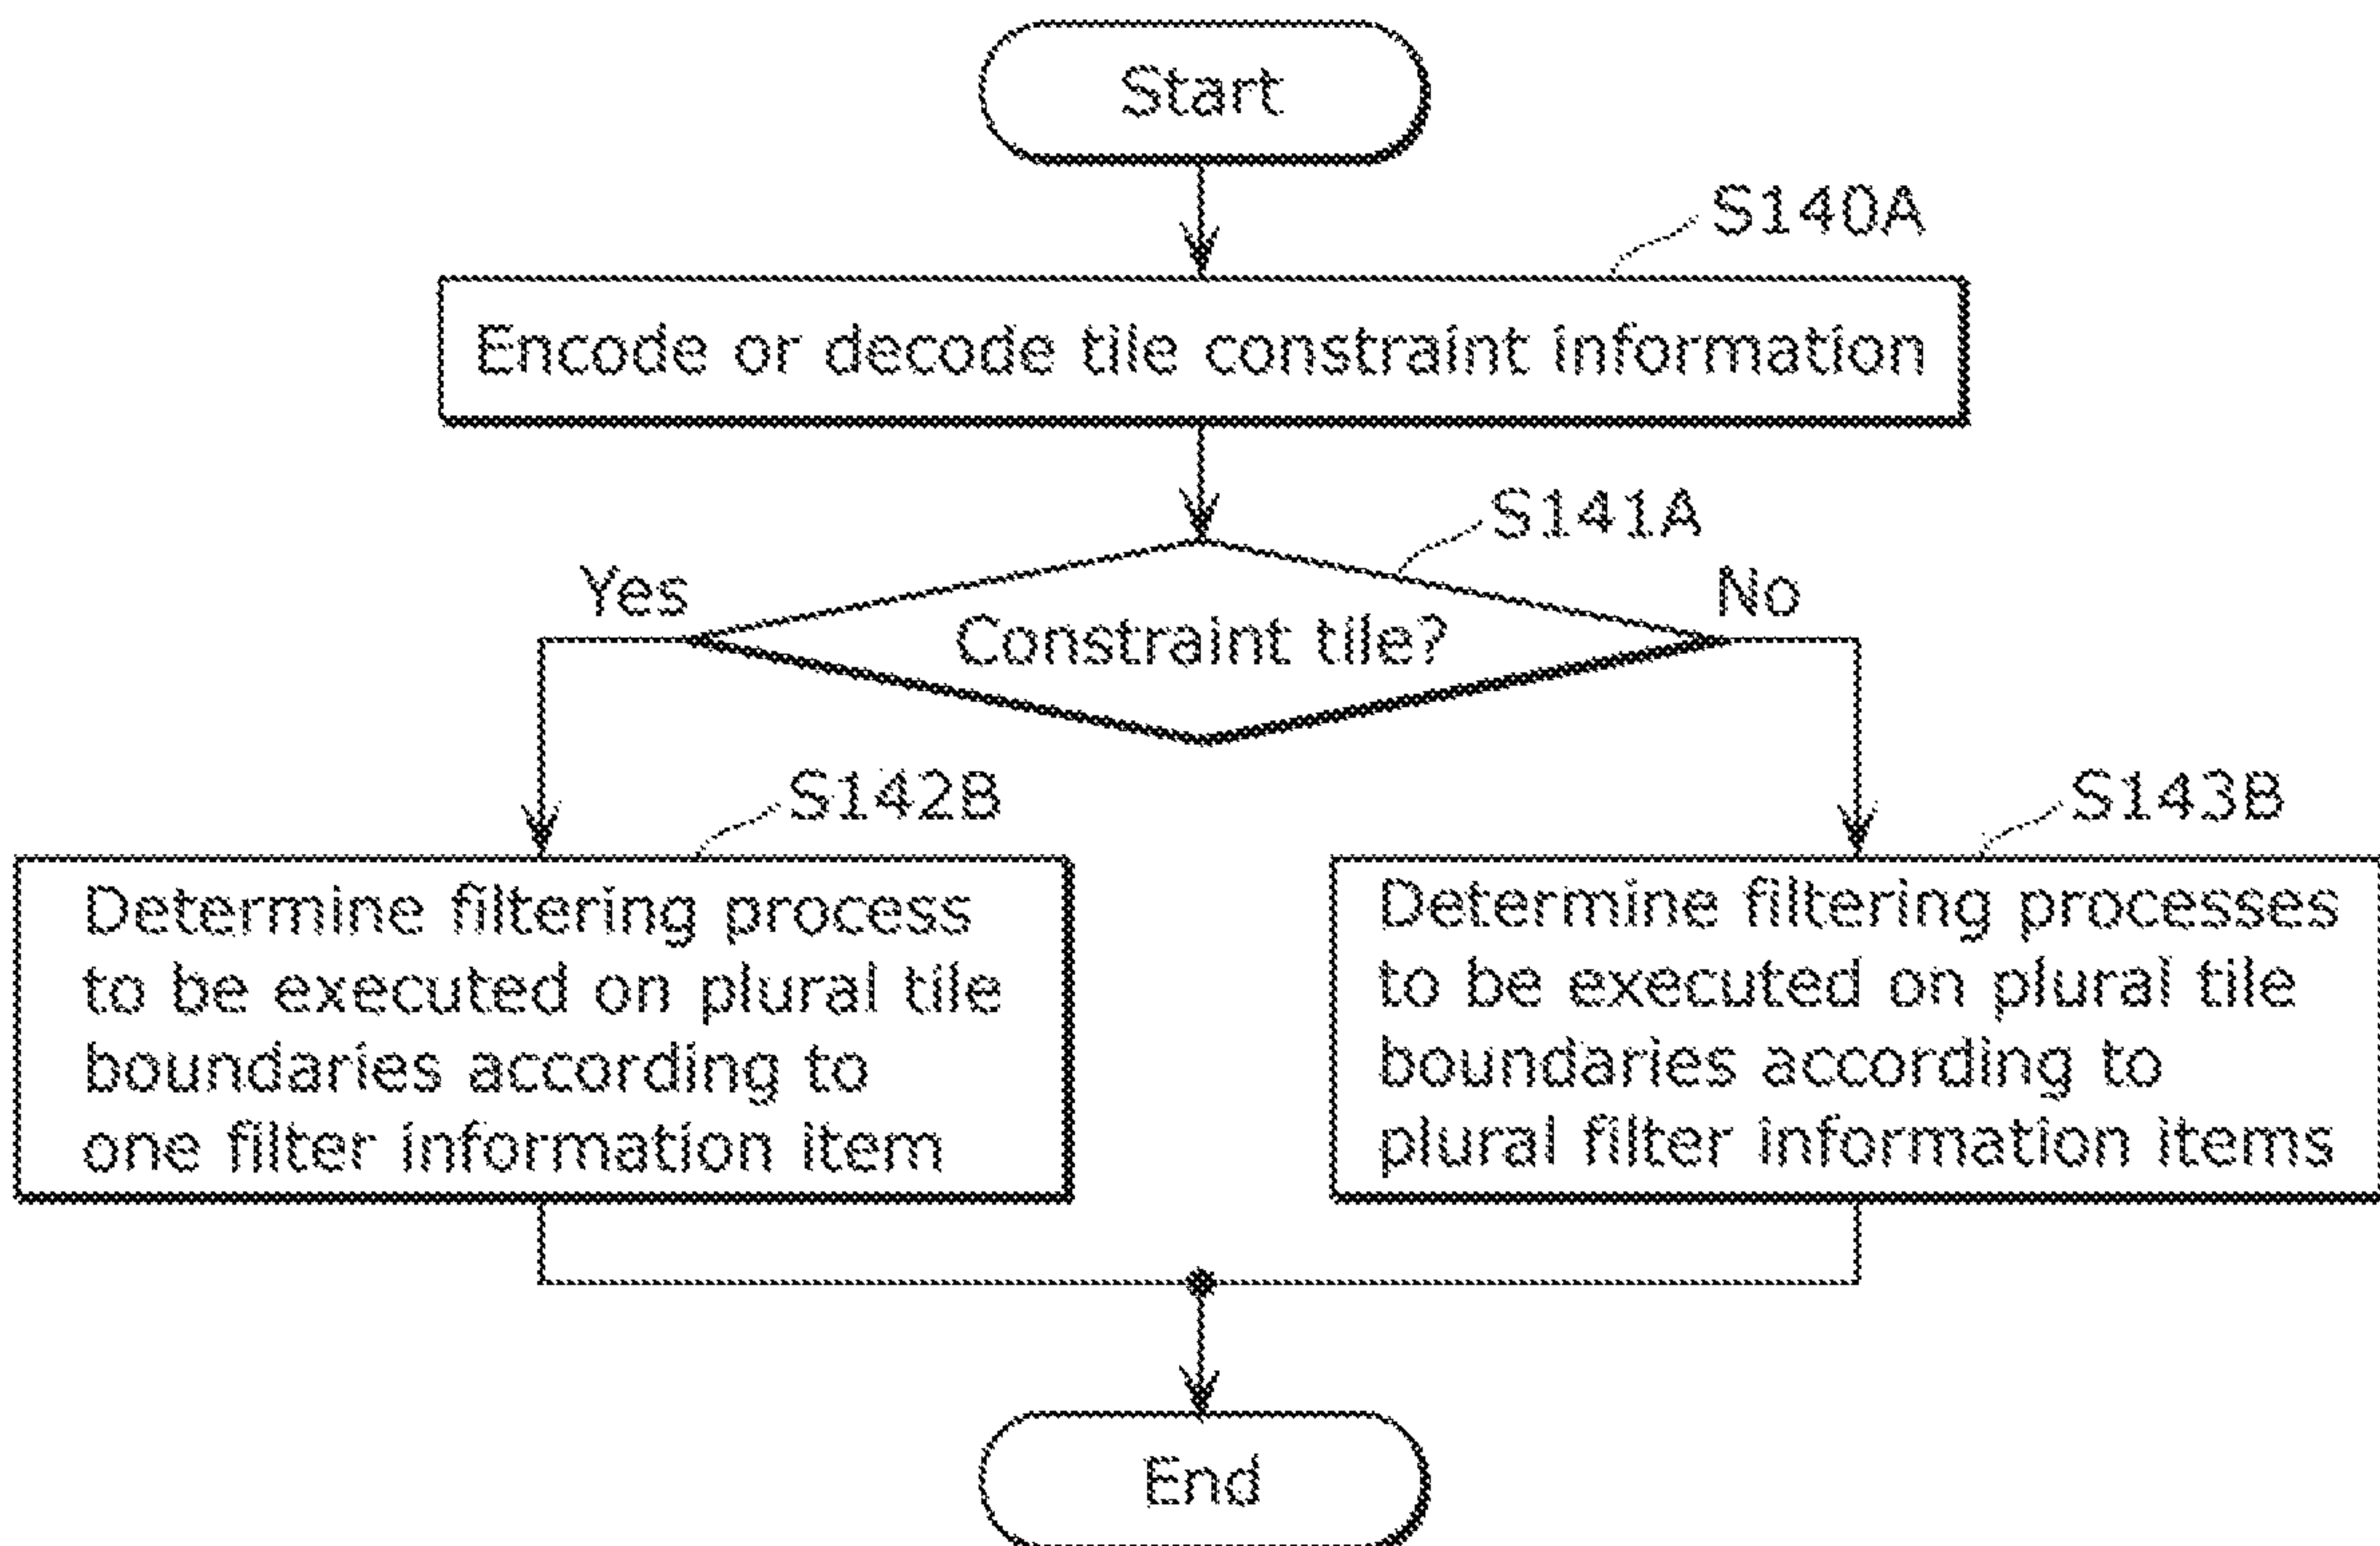 Start
S140A
Encode or decode tile constraint information
S141A
Yes
No
Constraint tile?
S142B
Determine filtering process
to be executed on plural tile
boundaries according to
one filter information item
S143B
Determine filtering processes
to be executed on plural tile
boundaries according to
plural filter information items
End